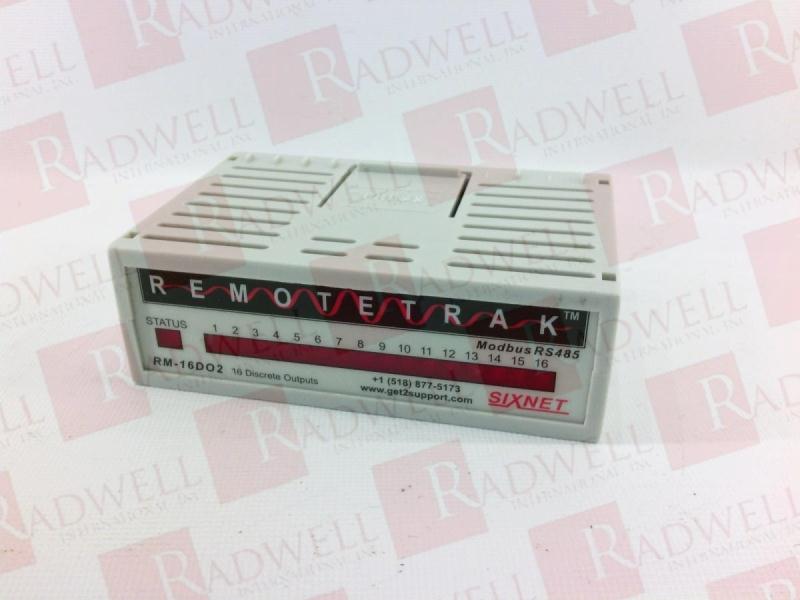 REMOTETRAK™
STATUS
1 2 3 4 5 6 7 8 9 10 11 12 13 14 15 16
Modbus RS485
RM-16DO2 16 Discrete Outputs
+1 (518) 877-5173
www.get2support.com
SIXNET
RADWELL
INTERNATIONAL, INC.